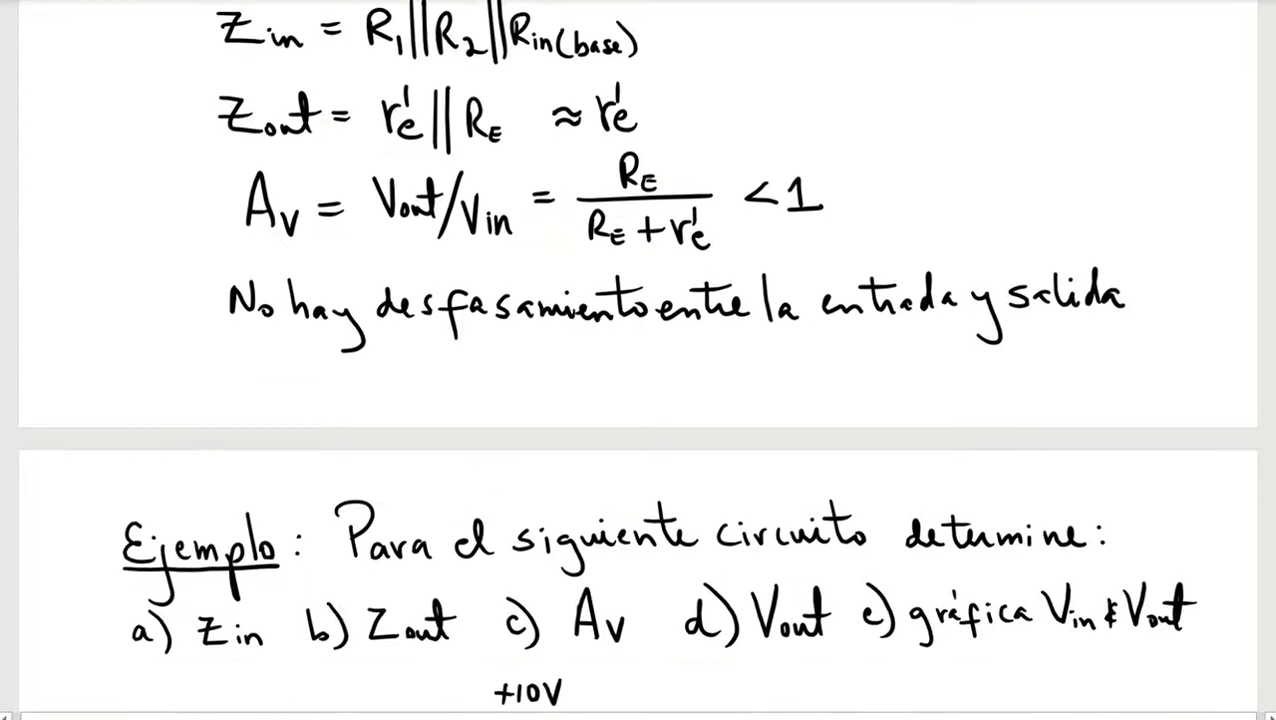 Zin = R₁||R₂||Rin(base)
Zout = r'e||RE ≈ r'e
Av = Vout/Vin = RE/(RE + r'e) < 1
No hay desfasamiento entre la entrada y salida
Ejemplo: Para el siguiente circuito determine:
a) Zin b) Zout c) Av d) Vout e) gráfica Vin & Vout
+10V